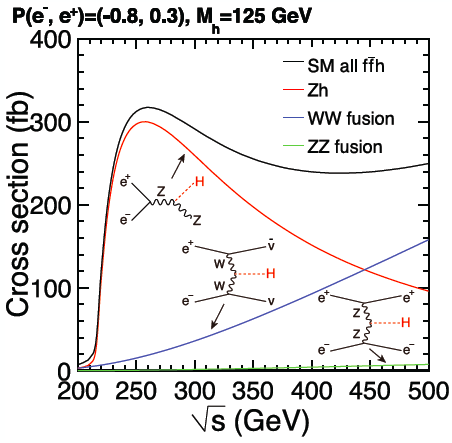 P(e⁻, e⁺)=(-0.8, 0.3), M_h=125 GeV
400
300
200
100
0
Cross section (fb)
SM all ff̄h
Zh
WW fusion
ZZ fusion
e⁺
e⁻
Z
H
Z
e⁺
ν̄
W
W
H
e⁻
ν
e⁺
e⁺
Z
Z
H
e⁻
e⁻
200 250 300 350 400 450 500
√s (GeV)